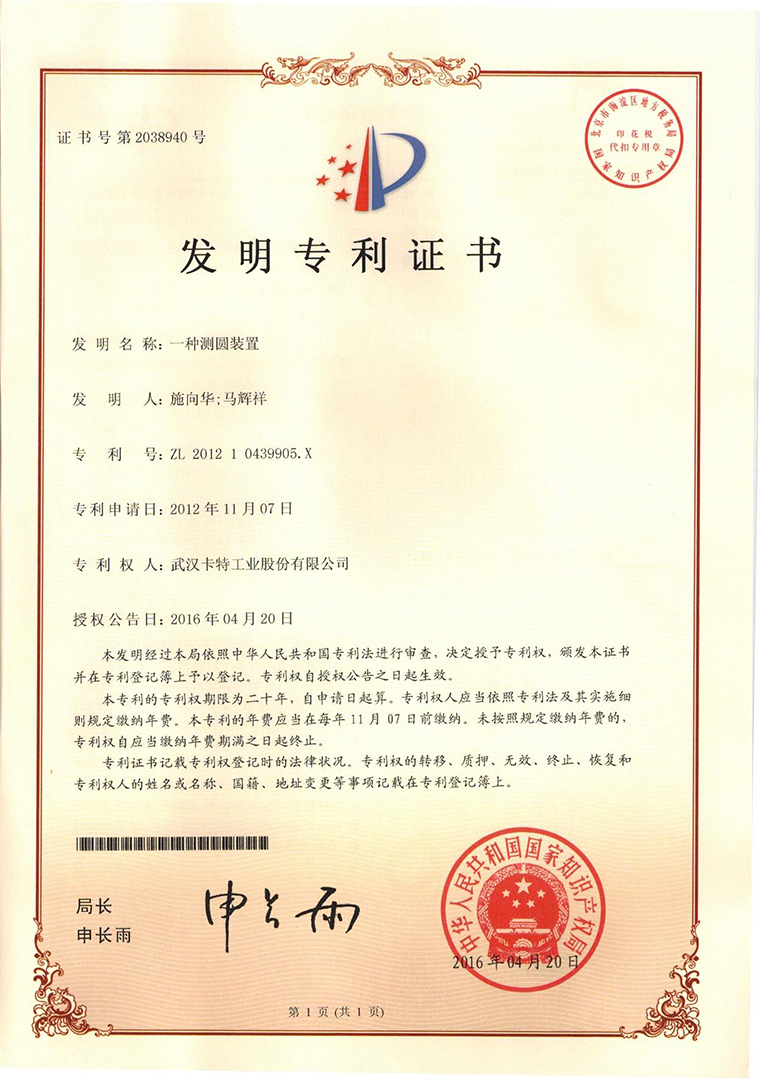 证书号第2038940号
北京市海淀区地方税务局
印花税
代扣专用章
国家知识产权局
发明专利证书
发明名称：一种测圆装置
发明人：施向华;马辉祥
专利号：ZL 2012 1 0439905.X
专利申请日：2012年11月07日
专利权人：武汉卡特工业股份有限公司
授权公告日：2016年04月20日
本发明经过本局依照中华人民共和国专利法进行审查，决定授予专利权，颁发本证书
并在专利登记簿上予以登记。专利权自授权公告之日起生效。
本专利的专利权期限为二十年，自申请日起算。专利权人应当依照专利法及其实施细
则规定缴纳年费。本专利的年费应当在每年11月07日前缴纳。未按照规定缴纳年费的，
专利权自应当缴纳年费期满之日起终止。
专利证书记载专利权登记时的法律状况。专利权的转移、质押、无效、终止、恢复和
专利权人的姓名或名称、国籍、地址变更等事项记载在专利登记簿上。
局长
申长雨
申长雨
中华人民共和国国家知识产权局
2016年04月20日
第1页(共1页)